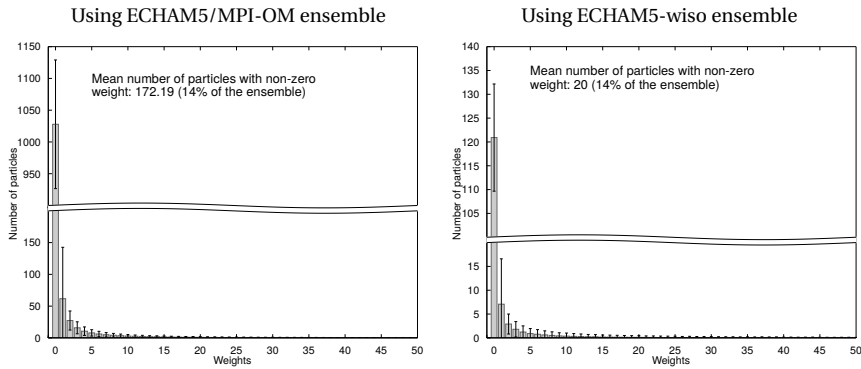 Using ECHAM5/MPI-OM ensemble
Mean number of particles with non-zero
weight: 172.19 (14% of the ensemble)
Number of particles
1150
1100
1050
1000
950
150
100
50
0
0 5 10 15 20 25 30 35 40 45 50
Weights
Using ECHAM5-wiso ensemble
Mean number of particles with non-zero
weight: 20 (14% of the ensemble)
Number of particles
140
135
130
125
120
115
110
105
15
10
5
0
0 5 10 15 20 25 30 35 40 45 50
Weights